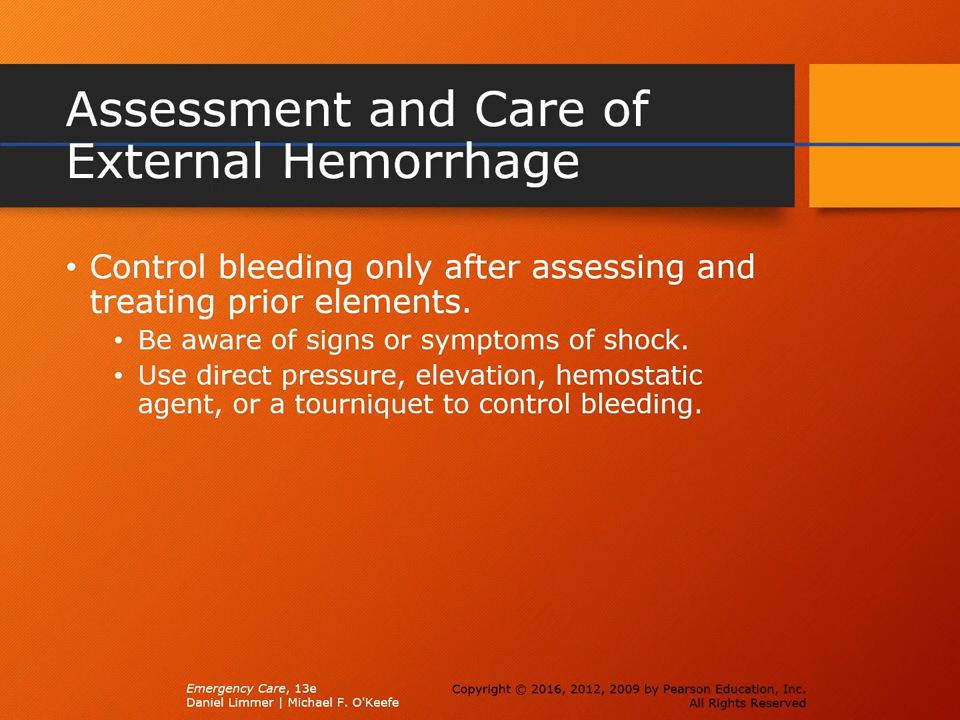 Assessment and Care of
External Hemorrhage
• Control bleeding only after assessing and
treating prior elements.
• Be aware of signs or symptoms of shock.
• Use direct pressure, elevation, hemostatic
agent, or a tourniquet to control bleeding.
Emergency Care, 13e
Daniel Limmer | Michael F. O'Keefe
Copyright © 2016, 2012, 2009 by Pearson Education, Inc.
All Rights Reserved